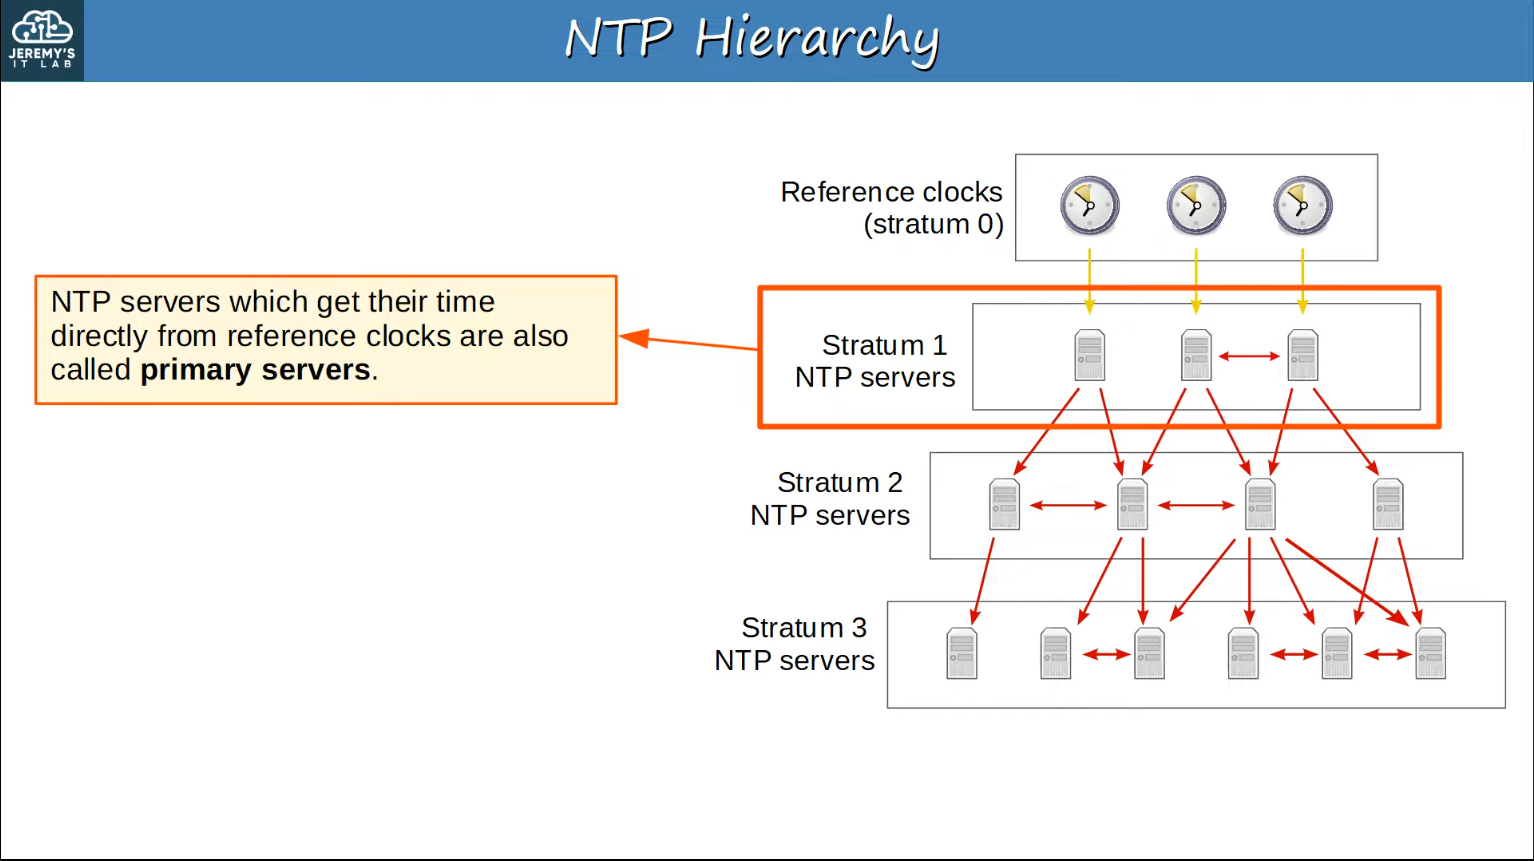 JEREMY'S
IT LAB
NTP Hierarchy
Reference clocks
(stratum 0)
NTP servers which get their time
directly from reference clocks are also
called primary servers.
Stratum 1
NTP servers
Stratum 2
NTP servers
Stratum 3
NTP servers